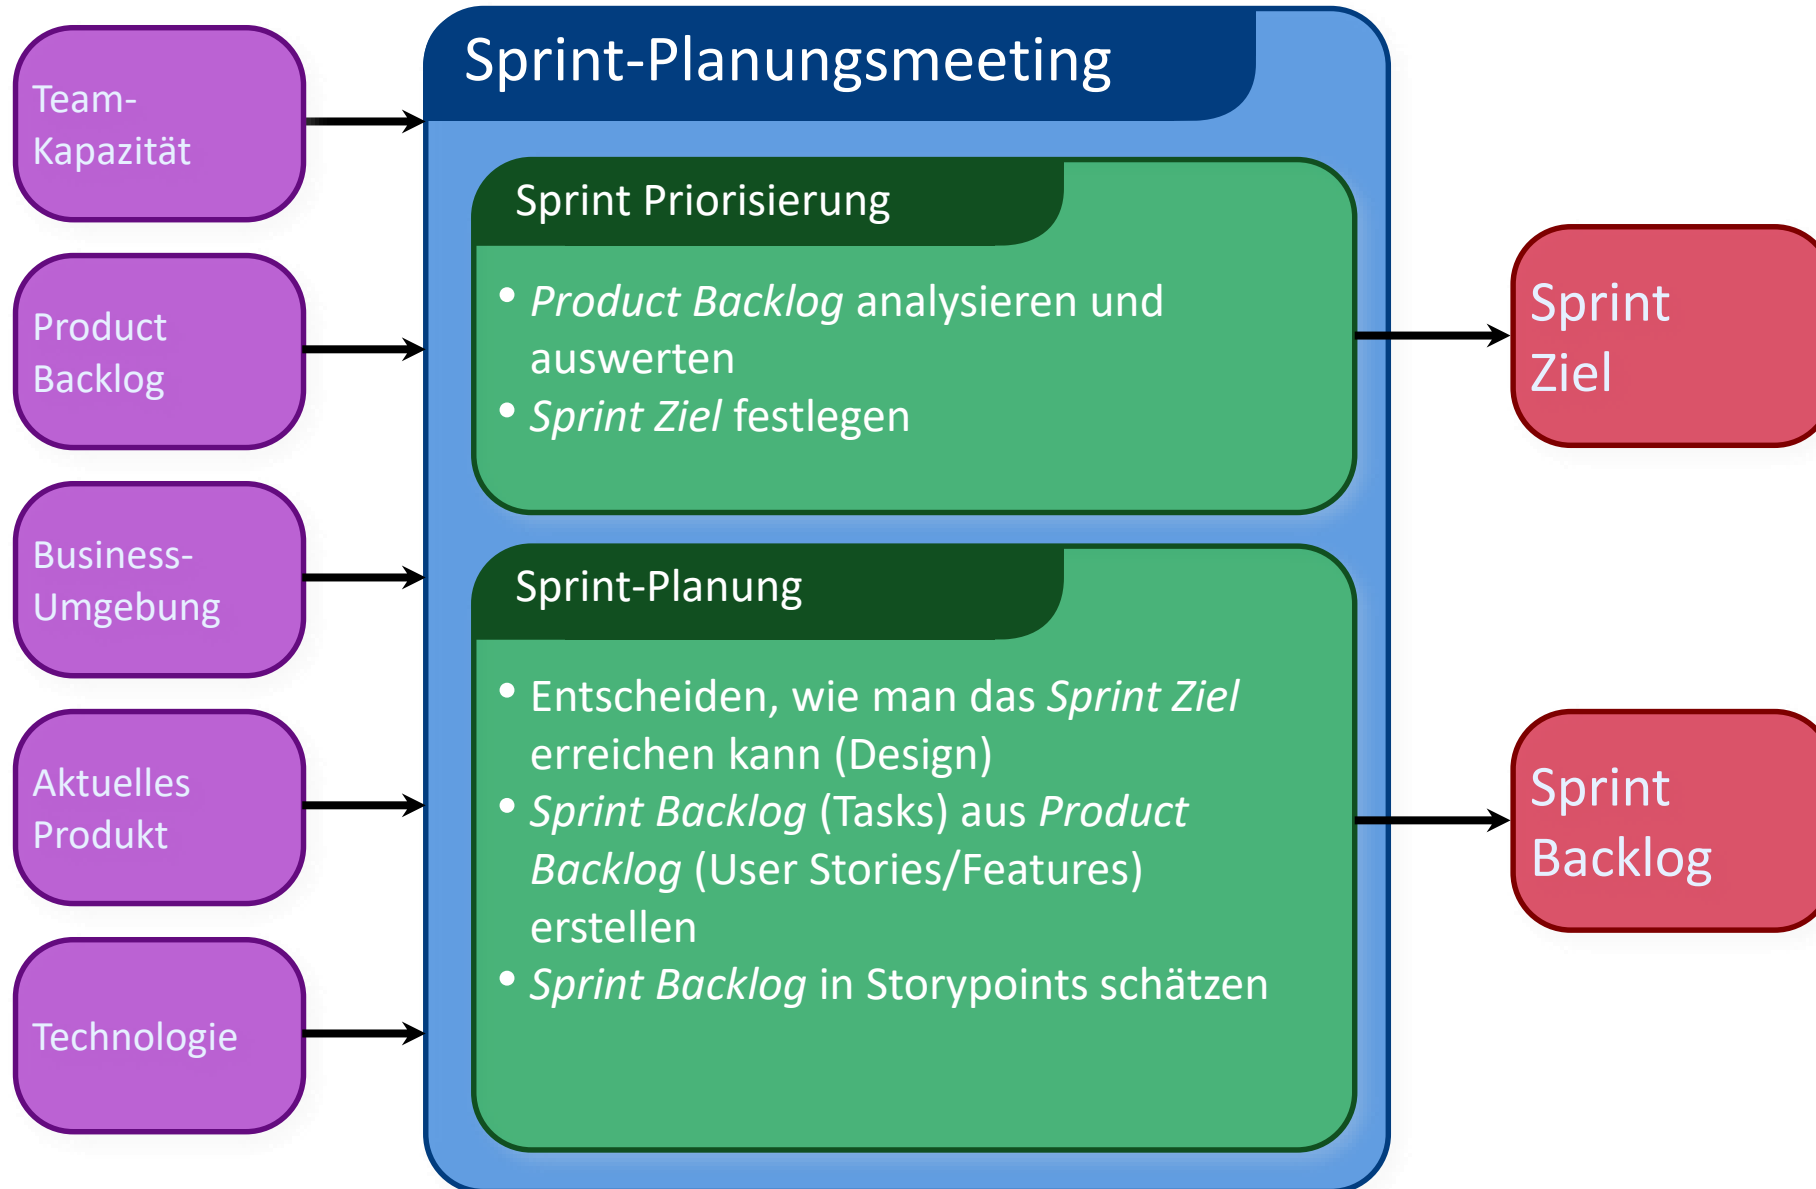 Team-
Kapazität
Product
Backlog
Business-
Umgebung
Aktuelles
Produkt
Technologie
Sprint-Planungsmeeting
Sprint Priorisierung
• Product Backlog analysieren und
auswerten
• Sprint Ziel festlegen
Sprint-Planung
• Entscheiden, wie man das Sprint Ziel
erreichen kann (Design)
• Sprint Backlog (Tasks) aus Product
Backlog (User Stories/Features)
erstellen
• Sprint Backlog in Storypoints schätzen
Sprint
Ziel
Sprint
Backlog